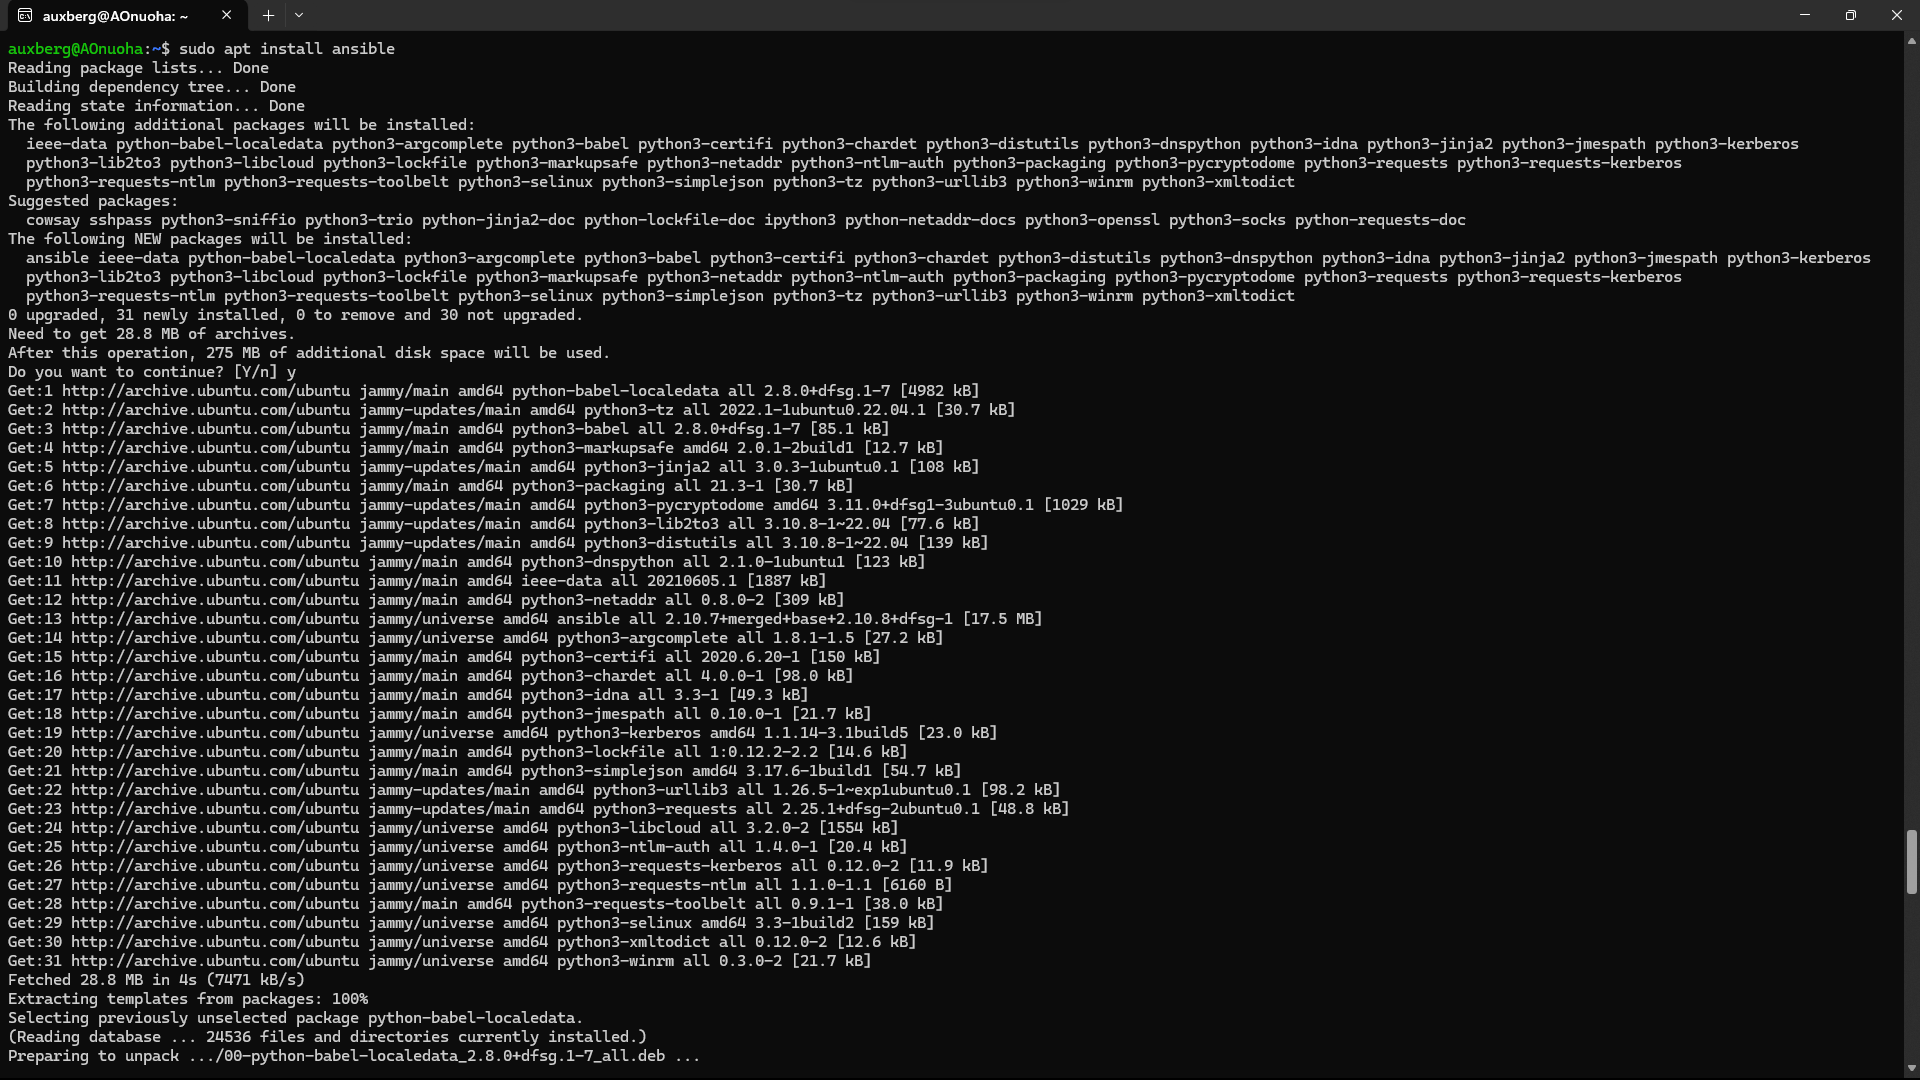 auxberg@AOnuoha: ~
auxberg@AOnuoha:~$ sudo apt install ansible
Reading package lists... Done
Building dependency tree... Done
Reading state information... Done
The following additional packages will be installed:
  ieee-data python-babel-localedata python3-argcomplete python3-babel python3-certifi python3-chardet python3-distutils python3-dnspython python3-idna python3-jinja2 python3-jmespath python3-kerberos
  python3-lib2to3 python3-libcloud python3-lockfile python3-markupsafe python3-netaddr python3-ntlm-auth python3-packaging python3-pycryptodome python3-requests python3-requests-kerberos
  python3-requests-ntlm python3-requests-toolbelt python3-selinux python3-simplejson python3-tz python3-urllib3 python3-winrm python3-xmltodict
Suggested packages:
  cowsay sshpass python3-sniffio python3-trio python-jinja2-doc python-lockfile-doc ipython3 python-netaddr-docs python3-openssl python3-socks python-requests-doc
The following NEW packages will be installed:
  ansible ieee-data python-babel-localedata python3-argcomplete python3-babel python3-certifi python3-chardet python3-distutils python3-dnspython python3-idna python3-jinja2 python3-jmespath python3-kerberos
  python3-lib2to3 python3-libcloud python3-lockfile python3-markupsafe python3-netaddr python3-ntlm-auth python3-packaging python3-pycryptodome python3-requests python3-requests-kerberos
  python3-requests-ntlm python3-requests-toolbelt python3-selinux python3-simplejson python3-tz python3-urllib3 python3-winrm python3-xmltodict
0 upgraded, 31 newly installed, 0 to remove and 30 not upgraded.
Need to get 28.8 MB of archives.
After this operation, 275 MB of additional disk space will be used.
Do you want to continue? [Y/n] y
Get:1 http://archive.ubuntu.com/ubuntu jammy/main amd64 python-babel-localedata all 2.8.0+dfsg.1-7 [4982 kB]
Get:2 http://archive.ubuntu.com/ubuntu jammy-updates/main amd64 python3-tz all 2022.1-1ubuntu0.22.04.1 [30.7 kB]
Get:3 http://archive.ubuntu.com/ubuntu jammy/main amd64 python3-babel all 2.8.0+dfsg.1-7 [85.1 kB]
Get:4 http://archive.ubuntu.com/ubuntu jammy/main amd64 python3-markupsafe amd64 2.0.1-2build1 [12.7 kB]
Get:5 http://archive.ubuntu.com/ubuntu jammy-updates/main amd64 python3-jinja2 all 3.0.3-1ubuntu0.1 [108 kB]
Get:6 http://archive.ubuntu.com/ubuntu jammy/main amd64 python3-packaging all 21.3-1 [30.7 kB]
Get:7 http://archive.ubuntu.com/ubuntu jammy-updates/main amd64 python3-pycryptodome amd64 3.11.0+dfsg1-3ubuntu0.1 [1029 kB]
Get:8 http://archive.ubuntu.com/ubuntu jammy-updates/main amd64 python3-lib2to3 all 3.10.8-1~22.04 [77.6 kB]
Get:9 http://archive.ubuntu.com/ubuntu jammy-updates/main amd64 python3-distutils all 3.10.8-1~22.04 [139 kB]
Get:10 http://archive.ubuntu.com/ubuntu jammy/main amd64 python3-dnspython all 2.1.0-1ubuntu1 [123 kB]
Get:11 http://archive.ubuntu.com/ubuntu jammy/main amd64 ieee-data all 20210605.1 [1887 kB]
Get:12 http://archive.ubuntu.com/ubuntu jammy/main amd64 python3-netaddr all 0.8.0-2 [309 kB]
Get:13 http://archive.ubuntu.com/ubuntu jammy/universe amd64 ansible all 2.10.7+merged+base+2.10.8+dfsg-1 [17.5 MB]
Get:14 http://archive.ubuntu.com/ubuntu jammy/universe amd64 python3-argcomplete all 1.8.1-1.5 [27.2 kB]
Get:15 http://archive.ubuntu.com/ubuntu jammy/main amd64 python3-certifi all 2020.6.20-1 [150 kB]
Get:16 http://archive.ubuntu.com/ubuntu jammy/main amd64 python3-chardet all 4.0.0-1 [98.0 kB]
Get:17 http://archive.ubuntu.com/ubuntu jammy/main amd64 python3-idna all 3.3-1 [49.3 kB]
Get:18 http://archive.ubuntu.com/ubuntu jammy/main amd64 python3-jmespath all 0.10.0-1 [21.7 kB]
Get:19 http://archive.ubuntu.com/ubuntu jammy/universe amd64 python3-kerberos amd64 1.1.14-3.1build5 [23.0 kB]
Get:20 http://archive.ubuntu.com/ubuntu jammy/main amd64 python3-lockfile all 1:0.12.2-2.2 [14.6 kB]
Get:21 http://archive.ubuntu.com/ubuntu jammy/main amd64 python3-simplejson amd64 3.17.6-1build1 [54.7 kB]
Get:22 http://archive.ubuntu.com/ubuntu jammy-updates/main amd64 python3-urllib3 all 1.26.5-1~exp1ubuntu0.1 [98.2 kB]
Get:23 http://archive.ubuntu.com/ubuntu jammy-updates/main amd64 python3-requests all 2.25.1+dfsg-2ubuntu0.1 [48.8 kB]
Get:24 http://archive.ubuntu.com/ubuntu jammy/universe amd64 python3-libcloud all 3.2.0-2 [1554 kB]
Get:25 http://archive.ubuntu.com/ubuntu jammy/universe amd64 python3-ntlm-auth all 1.4.0-1 [20.4 kB]
Get:26 http://archive.ubuntu.com/ubuntu jammy/universe amd64 python3-requests-kerberos all 0.12.0-2 [11.9 kB]
Get:27 http://archive.ubuntu.com/ubuntu jammy/universe amd64 python3-requests-ntlm all 1.1.0-1.1 [6160 B]
Get:28 http://archive.ubuntu.com/ubuntu jammy/main amd64 python3-requests-toolbelt all 0.9.1-1 [38.0 kB]
Get:29 http://archive.ubuntu.com/ubuntu jammy/universe amd64 python3-selinux amd64 3.3-1build2 [159 kB]
Get:30 http://archive.ubuntu.com/ubuntu jammy/universe amd64 python3-xmltodict all 0.12.0-2 [12.6 kB]
Get:31 http://archive.ubuntu.com/ubuntu jammy/universe amd64 python3-winrm all 0.3.0-2 [21.7 kB]
Fetched 28.8 MB in 4s (7471 kB/s)
Extracting templates from packages: 100%
Selecting previously unselected package python-babel-localedata.
(Reading database ... 24536 files and directories currently installed.)
Preparing to unpack .../00-python-babel-localedata_2.8.0+dfsg.1-7_all.deb ...